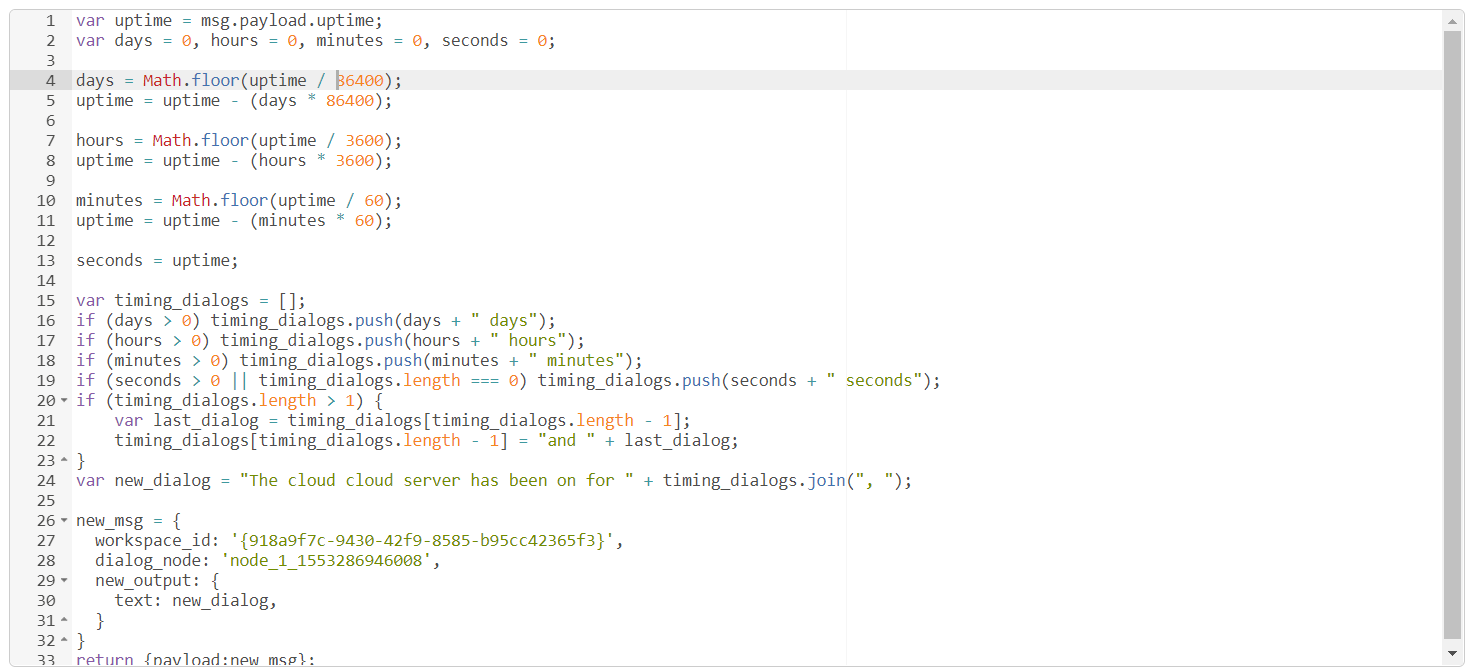 1 var uptime = msg.payload.uptime;
2 var days = 0, hours = 0, minutes = 0, seconds = 0;
3
4 days = Math.floor(uptime / 86400);
5 uptime = uptime - (days * 86400);
6
7 hours = Math.floor(uptime / 3600);
8 uptime = uptime - (hours * 3600);
9
10 minutes = Math.floor(uptime / 60);
11 uptime = uptime - (minutes * 60);
12
13 seconds = uptime;
14
15 var timing_dialogs = [];
16 if (days > 0) timing_dialogs.push(days + " days");
17 if (hours > 0) timing_dialogs.push(hours + " hours");
18 if (minutes > 0) timing_dialogs.push(minutes + " minutes");
19 if (seconds > 0 || timing_dialogs.length === 0) timing_dialogs.push(seconds + " seconds");
20 if (timing_dialogs.length > 1) {
21     var last_dialog = timing_dialogs[timing_dialogs.length - 1];
22     timing_dialogs[timing_dialogs.length - 1] = "and " + last_dialog;
23 }
24 var new_dialog = "The cloud cloud server has been on for " + timing_dialogs.join(", ");
25
26 new_msg = {
27   workspace_id: '{918a9f7c-9430-42f9-8585-b95cc42365f3}',
28   dialog_node: 'node_1_1553286946008',
29   new_output: {
30     text: new_dialog,
31   }
32 }
33 return {payload:new_msg};